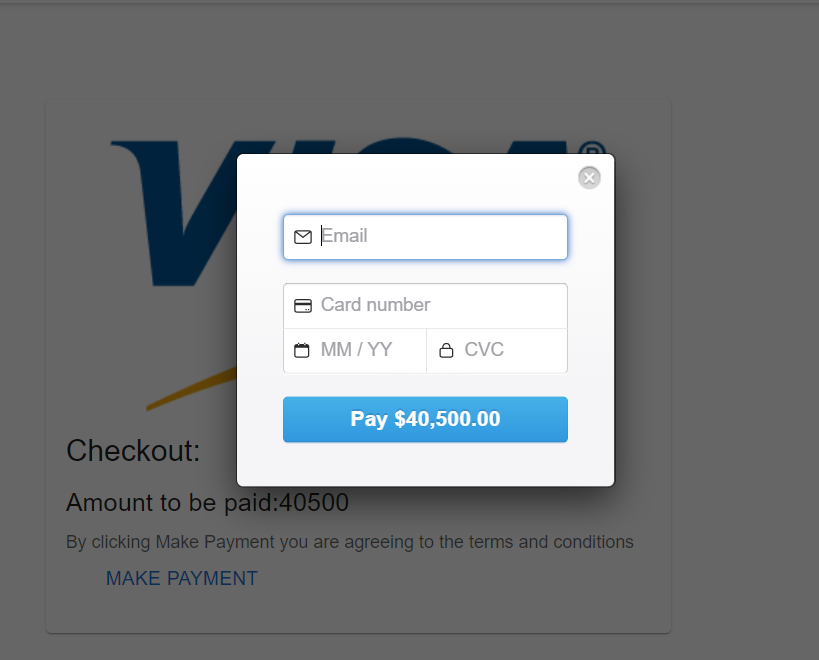 VISA®
Email
Card number
MM / YY
CVC
Pay $40,500.00
Checkout:
Amount to be paid:40500
By clicking Make Payment you are agreeing to the terms and conditions
MAKE PAYMENT